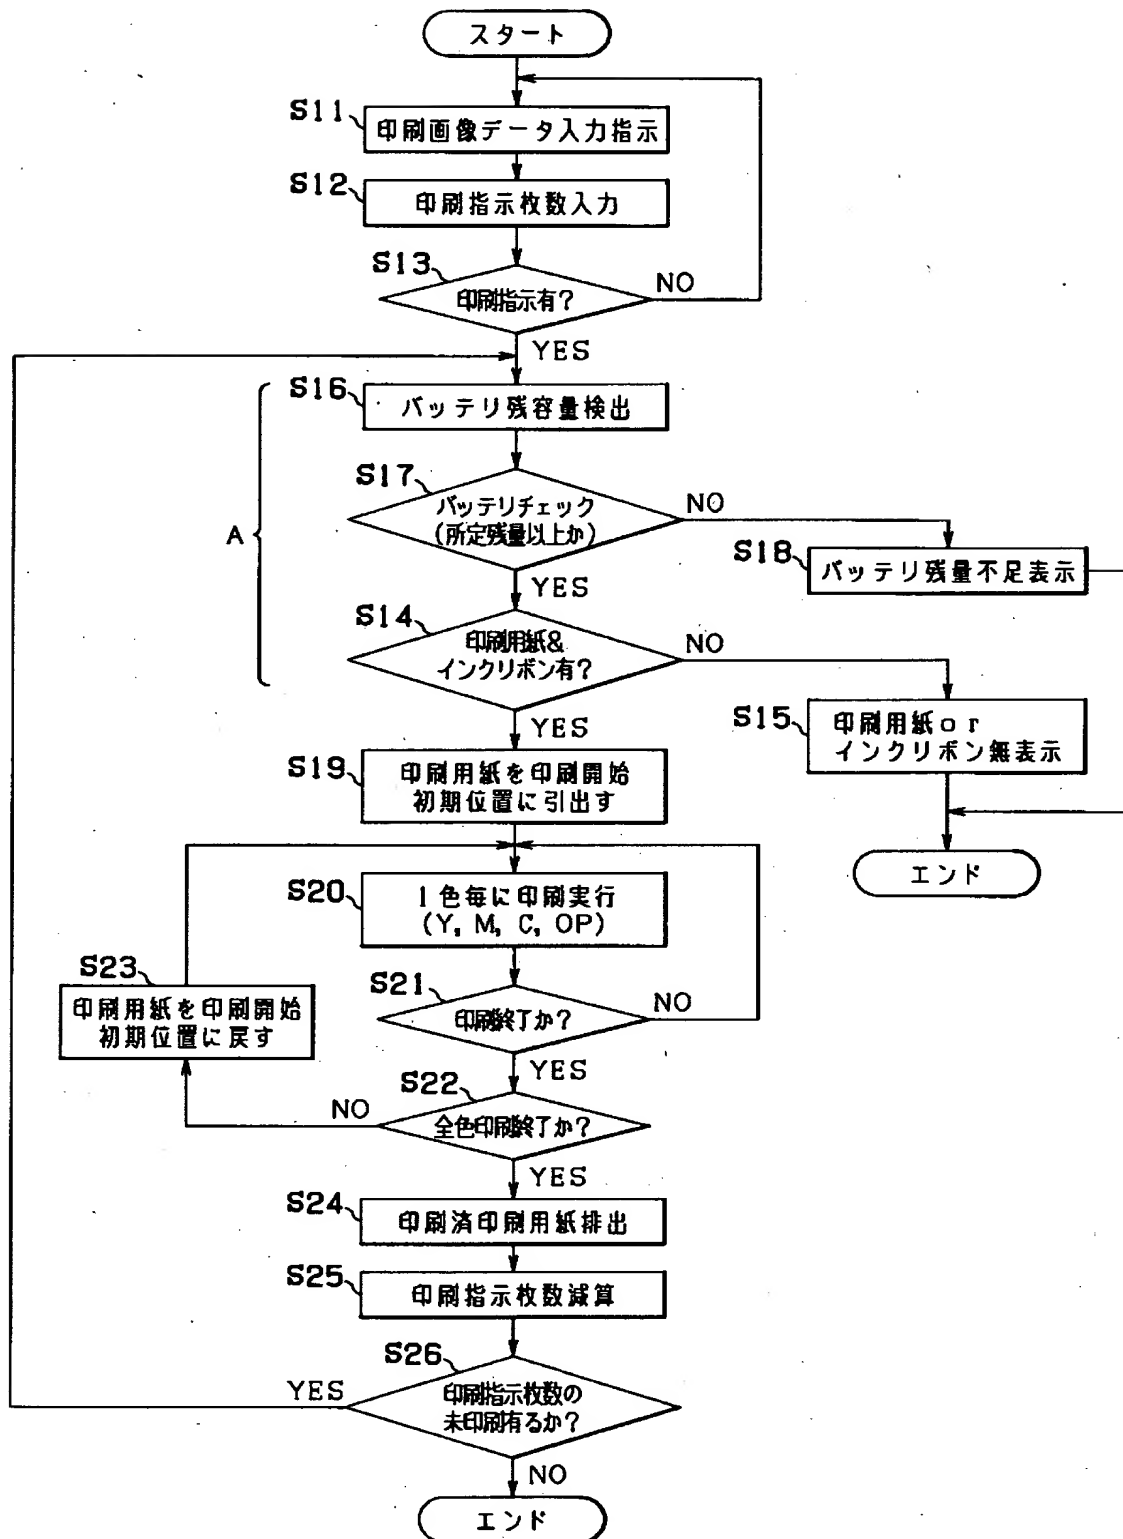 スタート
S11
印刷画像データ入力指示
S12
印刷指示枚数入力
S13
印刷指示有?
NO
YES
S16
バッテリ残容量検出
A
S17
バッテリチェック
(所定残量以上か)
NO
S18
バッテリ残量不足表示
YES
S14
印刷用紙&
インクリボン有?
NO
S15
印刷用紙or
インクリボン無表示
エンド
YES
S19
印刷用紙を印刷開始
初期位置に引出す
S20
1色毎に印刷実行
(Y, M, C, OP)
S23
印刷用紙を印刷開始
初期位置に戻す
S21
印刷終了か?
NO
YES
S22
全色印刷終了か?
NO
YES
S24
印刷済印刷用紙排出
S25
印刷指示枚数減算
S26
印刷指示枚数の
未印刷有るか?
YES
NO
エンド